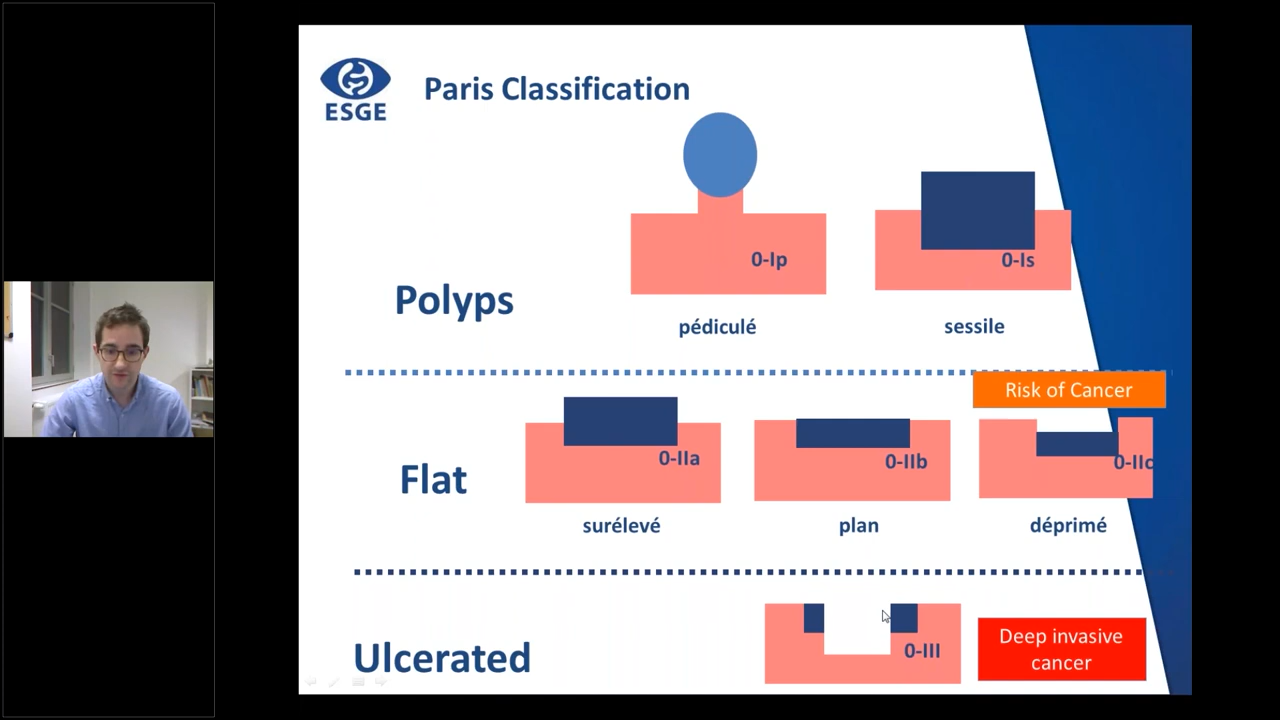 ESGE
Paris Classification
0-Ip
0-Is
Polyps
pédiculé
sessile
Risk of Cancer
0-IIa
0-IIb
0-IIc
Flat
surélevé
plan
déprimé
0-III
Ulcerated
Deep invasive
cancer